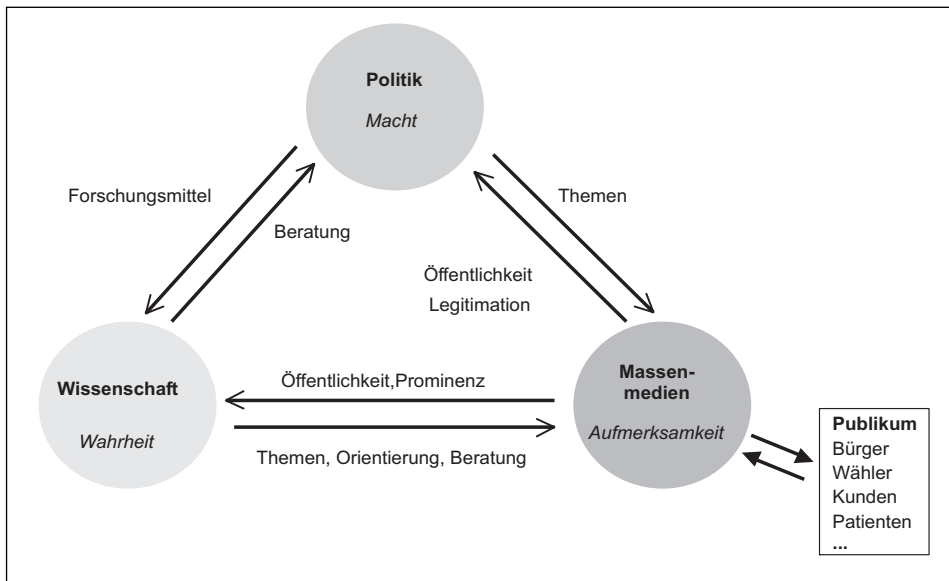 Politik
Macht
Forschungsmittel
Themen
Beratung
Öffentlichkeit
Legitimation
Wissenschaft
Wahrheit
Öffentlichkeit,Prominenz
Themen, Orientierung, Beratung
Massen-
medien
Aufmerksamkeit
Publikum
Bürger
Wähler
Kunden
Patienten
...